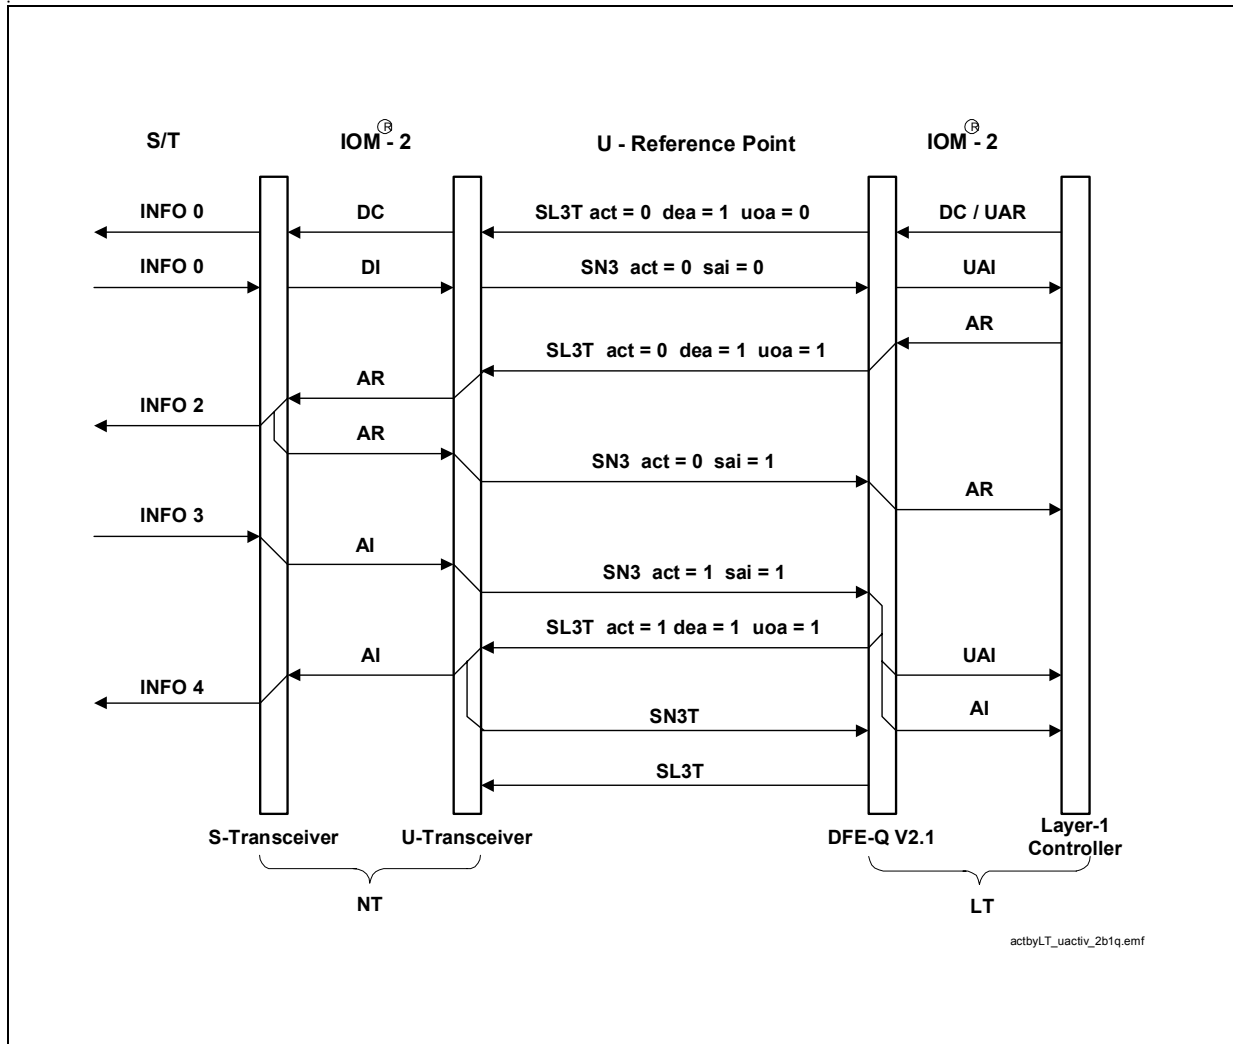 S/T
IOM® - 2
U - Reference Point
IOM® - 2
INFO 0
DC
SL3T act = 0 dea = 1 uoa = 0
DC / UAR
INFO 0
DI
SN3 act = 0 sai = 0
UAI
AR
SL3T act = 0 dea = 1 uoa = 1
AR
INFO 2
AR
SN3 act = 0 sai = 1
AR
INFO 3
AI
SN3 act = 1 sai = 1
SL3T act = 1 dea = 1 uoa = 1
AI
UAI
INFO 4
SN3T
AI
SL3T
S-Transceiver
U-Transceiver
DFE-Q V2.1
Layer-1
Controller
NT
LT
actbyLT_uactiv_2b1q.emf